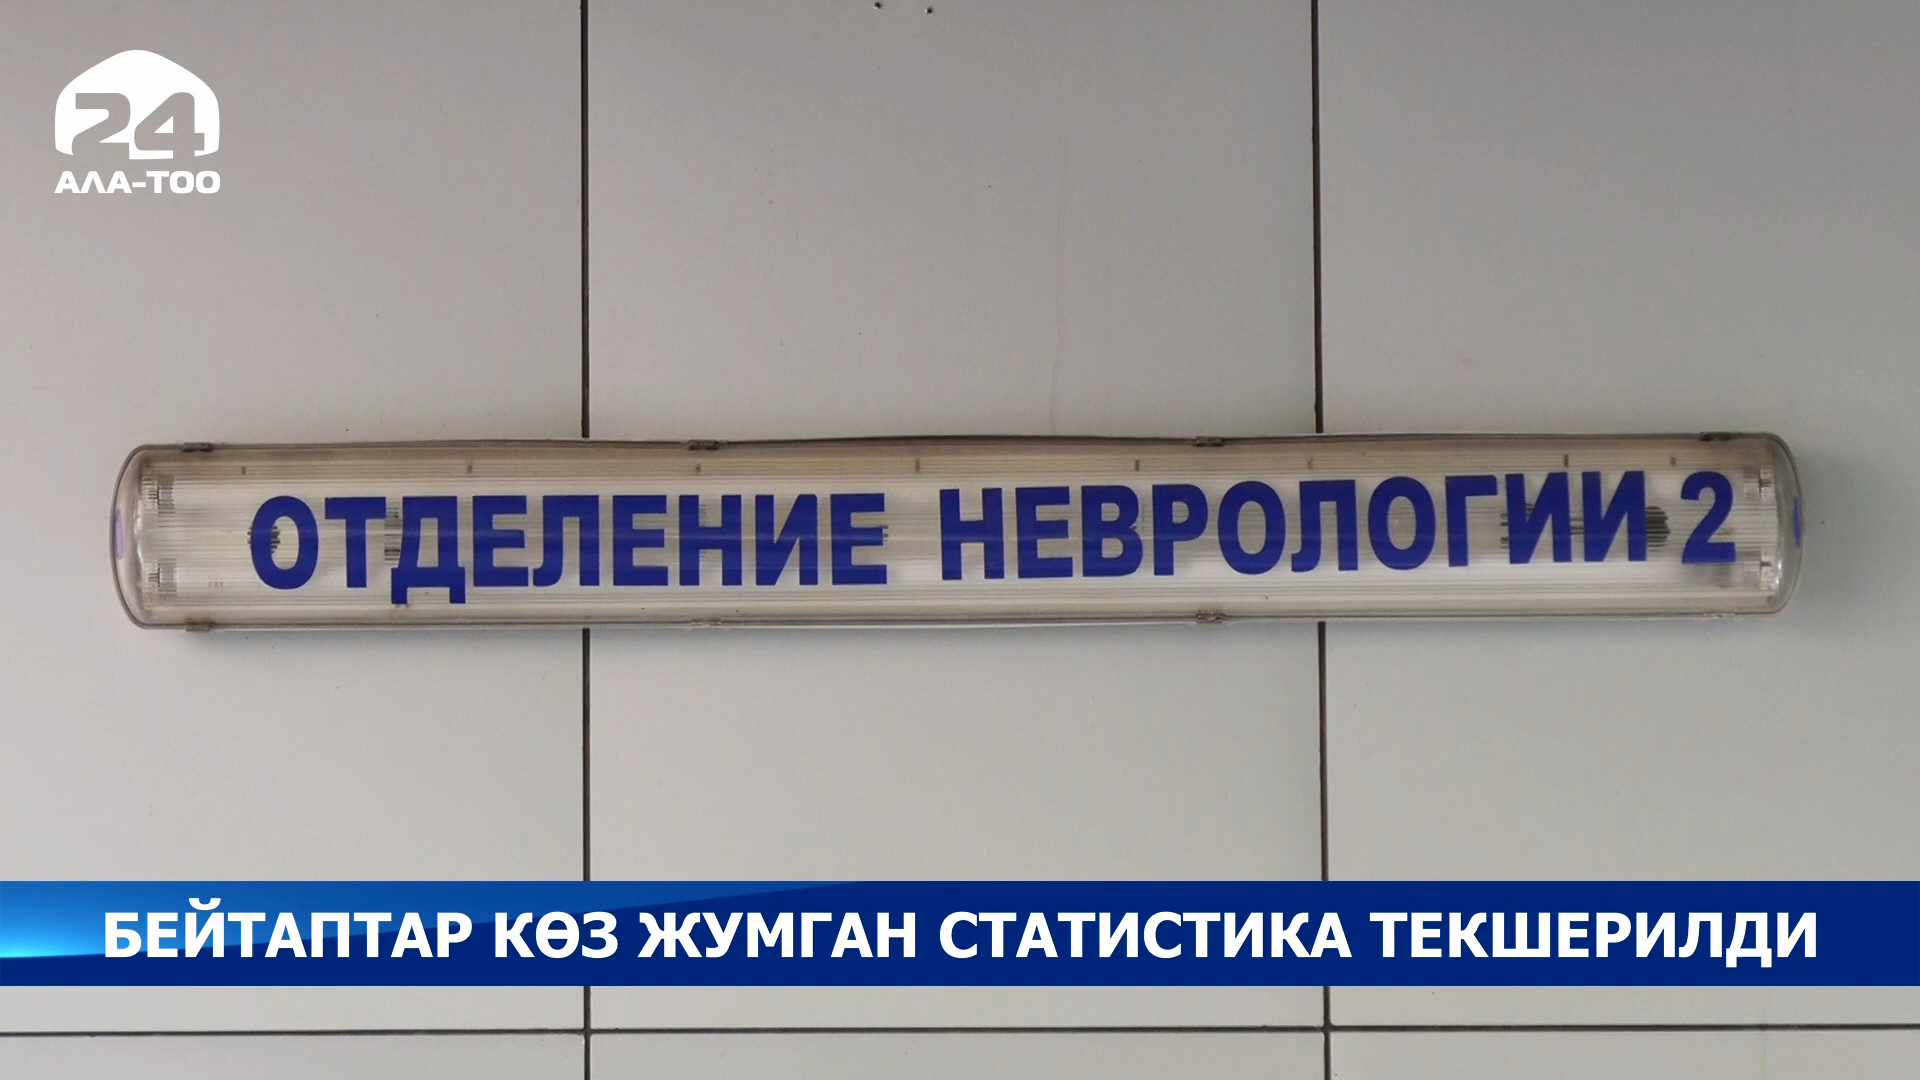 24
АЛА-ТОО
ОТДЕЛЕНИЕ НЕВРОЛОГИИ 2
БЕЙТАПТАР КӨЗ ЖУМГАН СТАТИСТИКА ТЕКШЕРИЛДИ